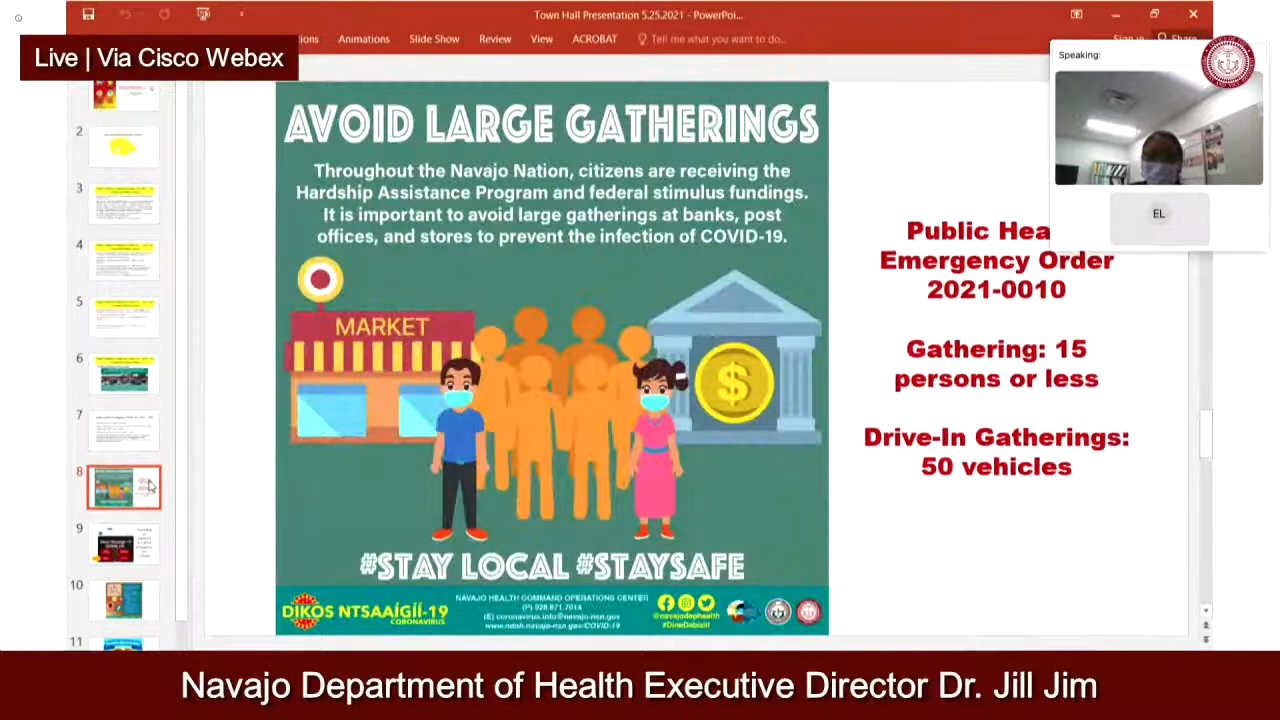 Town Hall Presentation 5.25.2021 - PowerPoi...
Live | Via Cisco Webex
Animations
Slide Show
Review
View
ACROBAT
Tell me what you want to do...
Sign in
Share
Speaking:
EL
2
3
4
5
6
7
8
9
10
11
AVOID LARGE GATHERINGS
Throughout the Navajo Nation, citizens are receiving the
Hardship Assistance Program and federal stimulus fundings.
It is important to avoid large gatherings at banks, post
offices, and stores to prevent the infection of COVID-19.
MARKET
$
#STAY LOCAL #STAYSAFE
DIKOS NTSAAÍGÍÍ-19
CORONAVIRUS
NAVAJO HEALTH COMMAND OPERATIONS CENTER
(P) 928.871.7014
(E) coronavirus.info@navajo-nsn.gov
www.ndoh.navajo-nsn.gov/COVID-19
@navajodephealth
#DineDebiziil
Public Hea
Emergency Order
2021-0010
Gathering: 15
persons or less
Drive-In Gatherings:
50 vehicles
Navajo Department of Health Executive Director Dr. Jill Jim